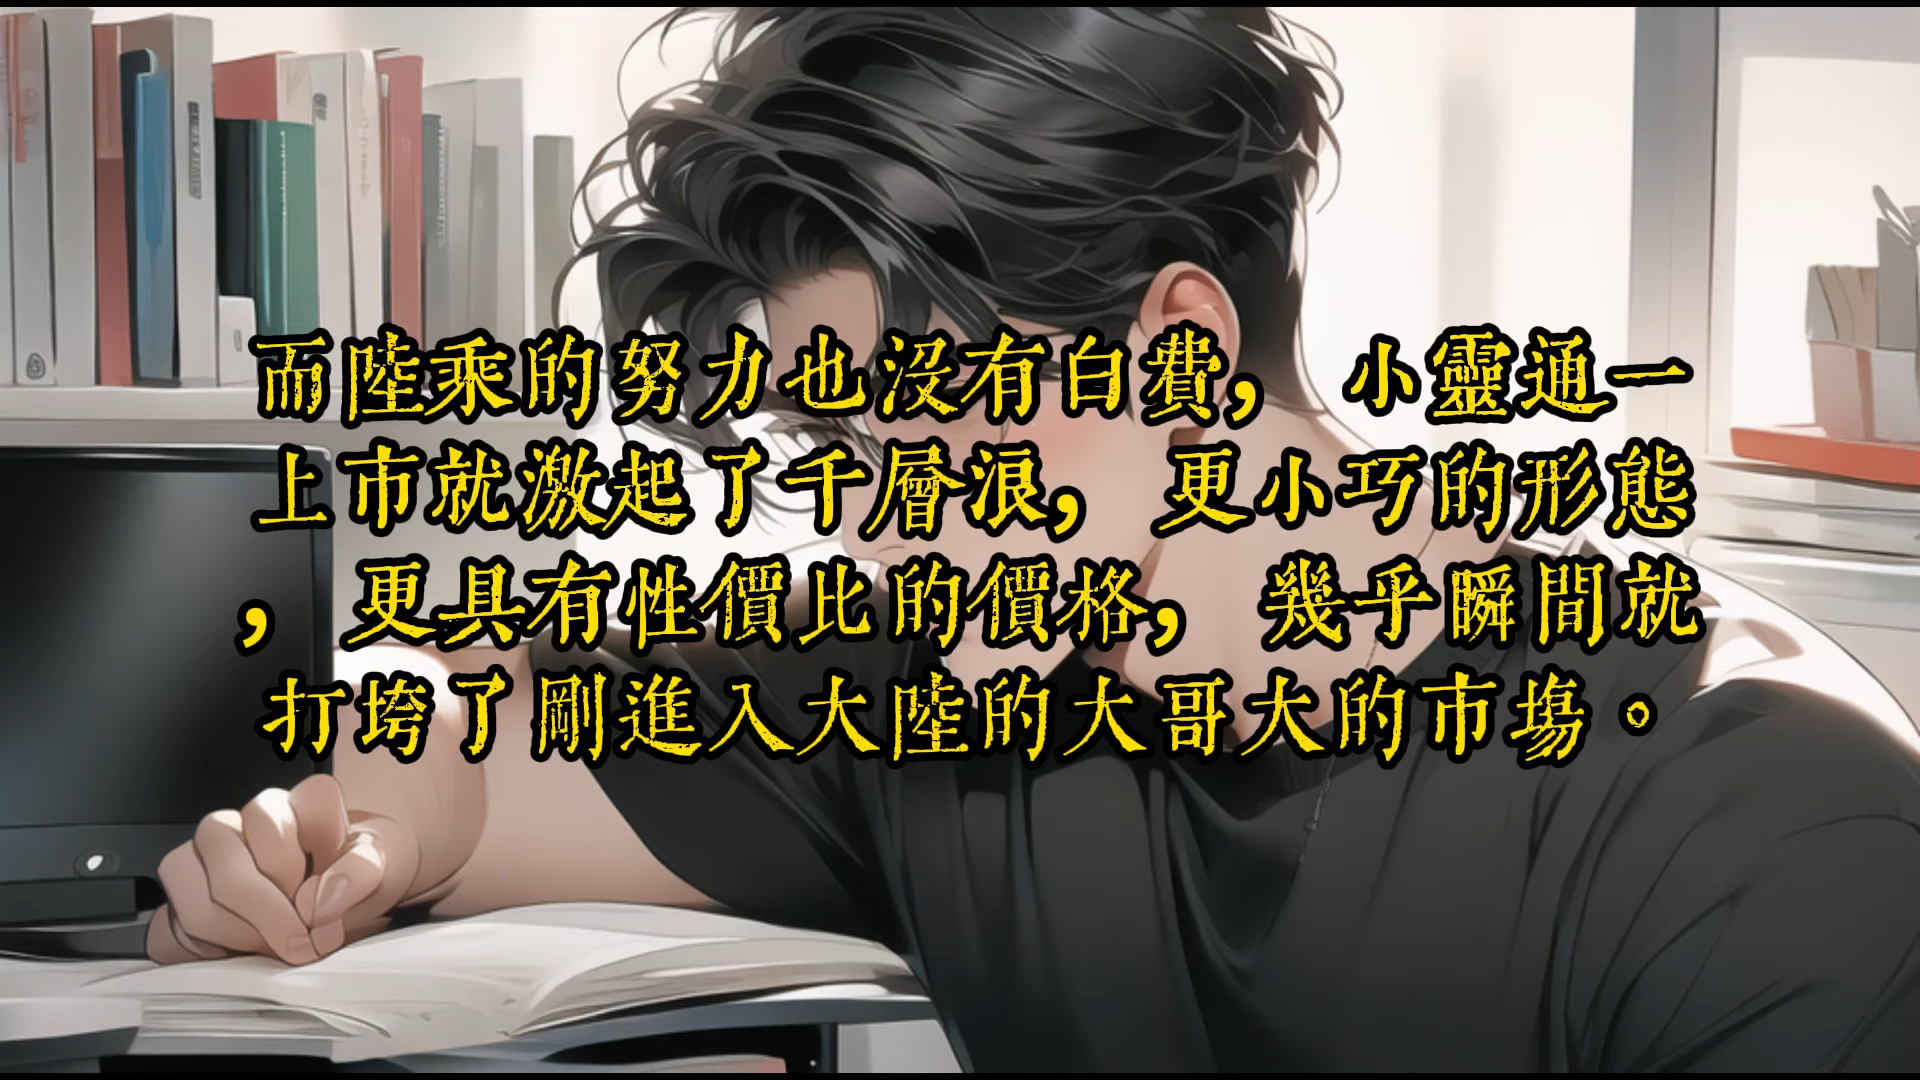 而陸乘的努力也沒有白費，小靈通一
上市就激起了千層浪，更小巧的形態
，更具有性價比的價格，幾乎瞬間就
打垮了剛進入大陸的大哥大的市場。